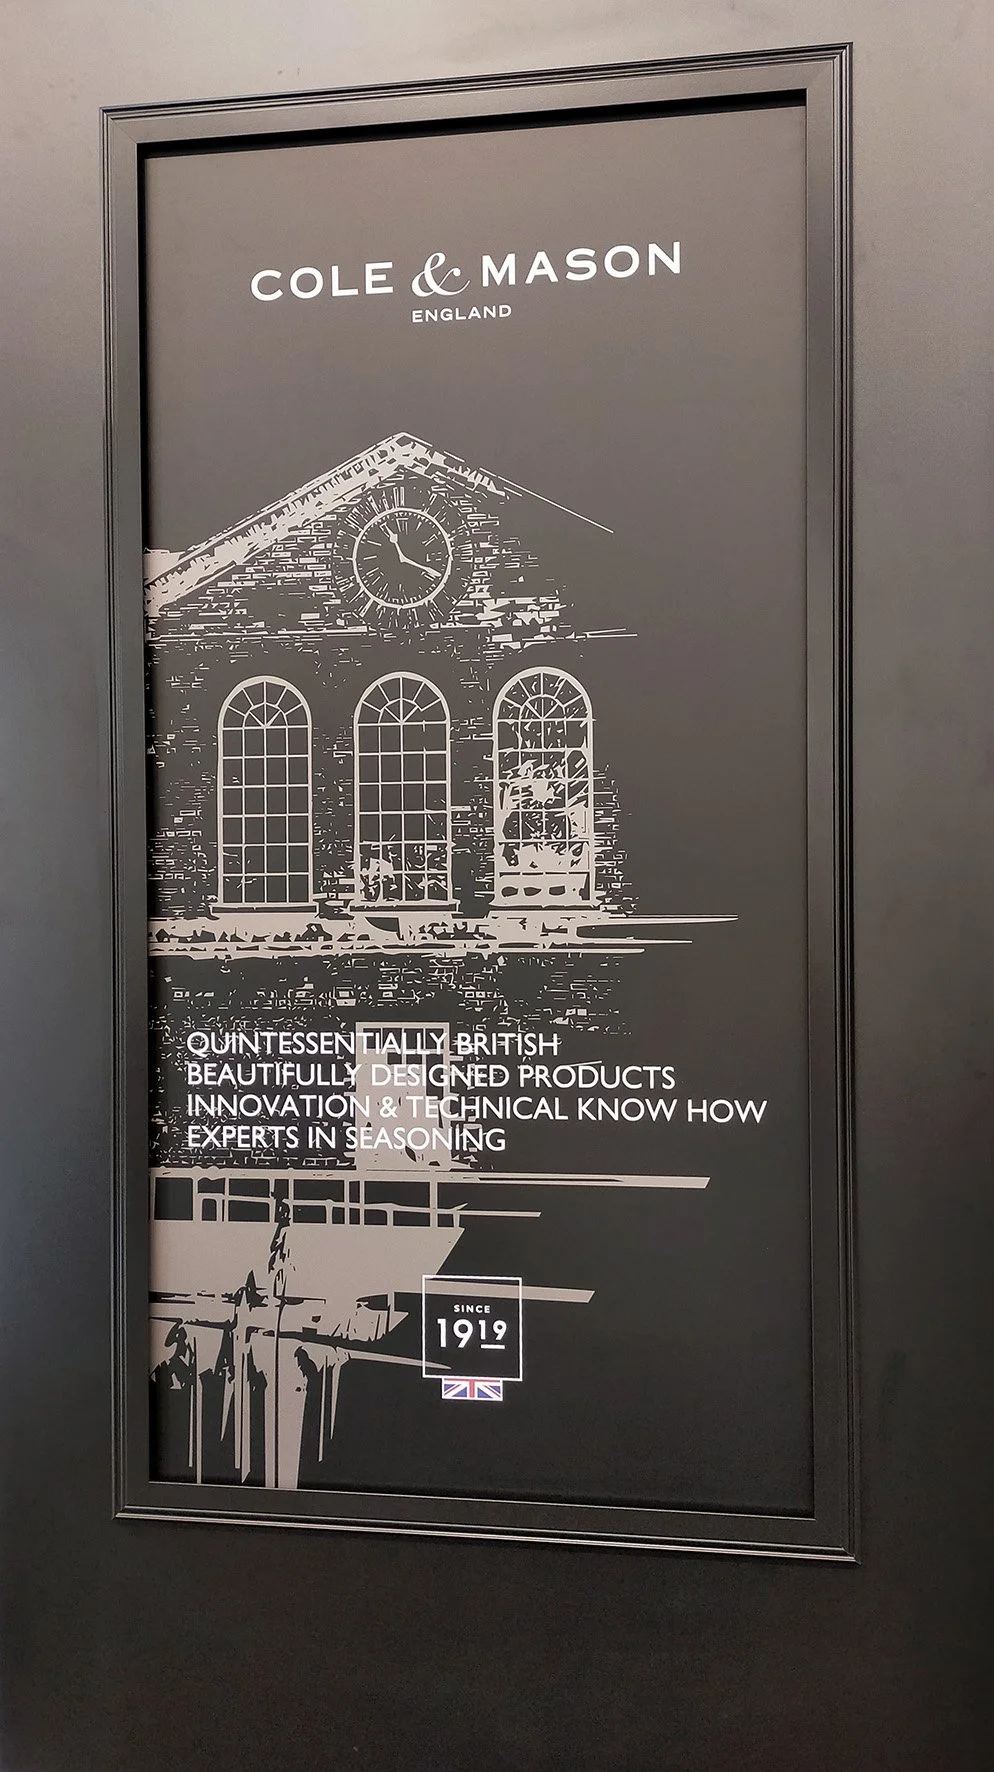 COLE & MASON
ENGLAND
QUINTESSENTIALLY BRITISH
BEAUTIFULLY DESIGNED PRODUCTS
INNOVATION & TECHNICAL KNOW HOW
EXPERTS IN SEASONING
SINCE
1919